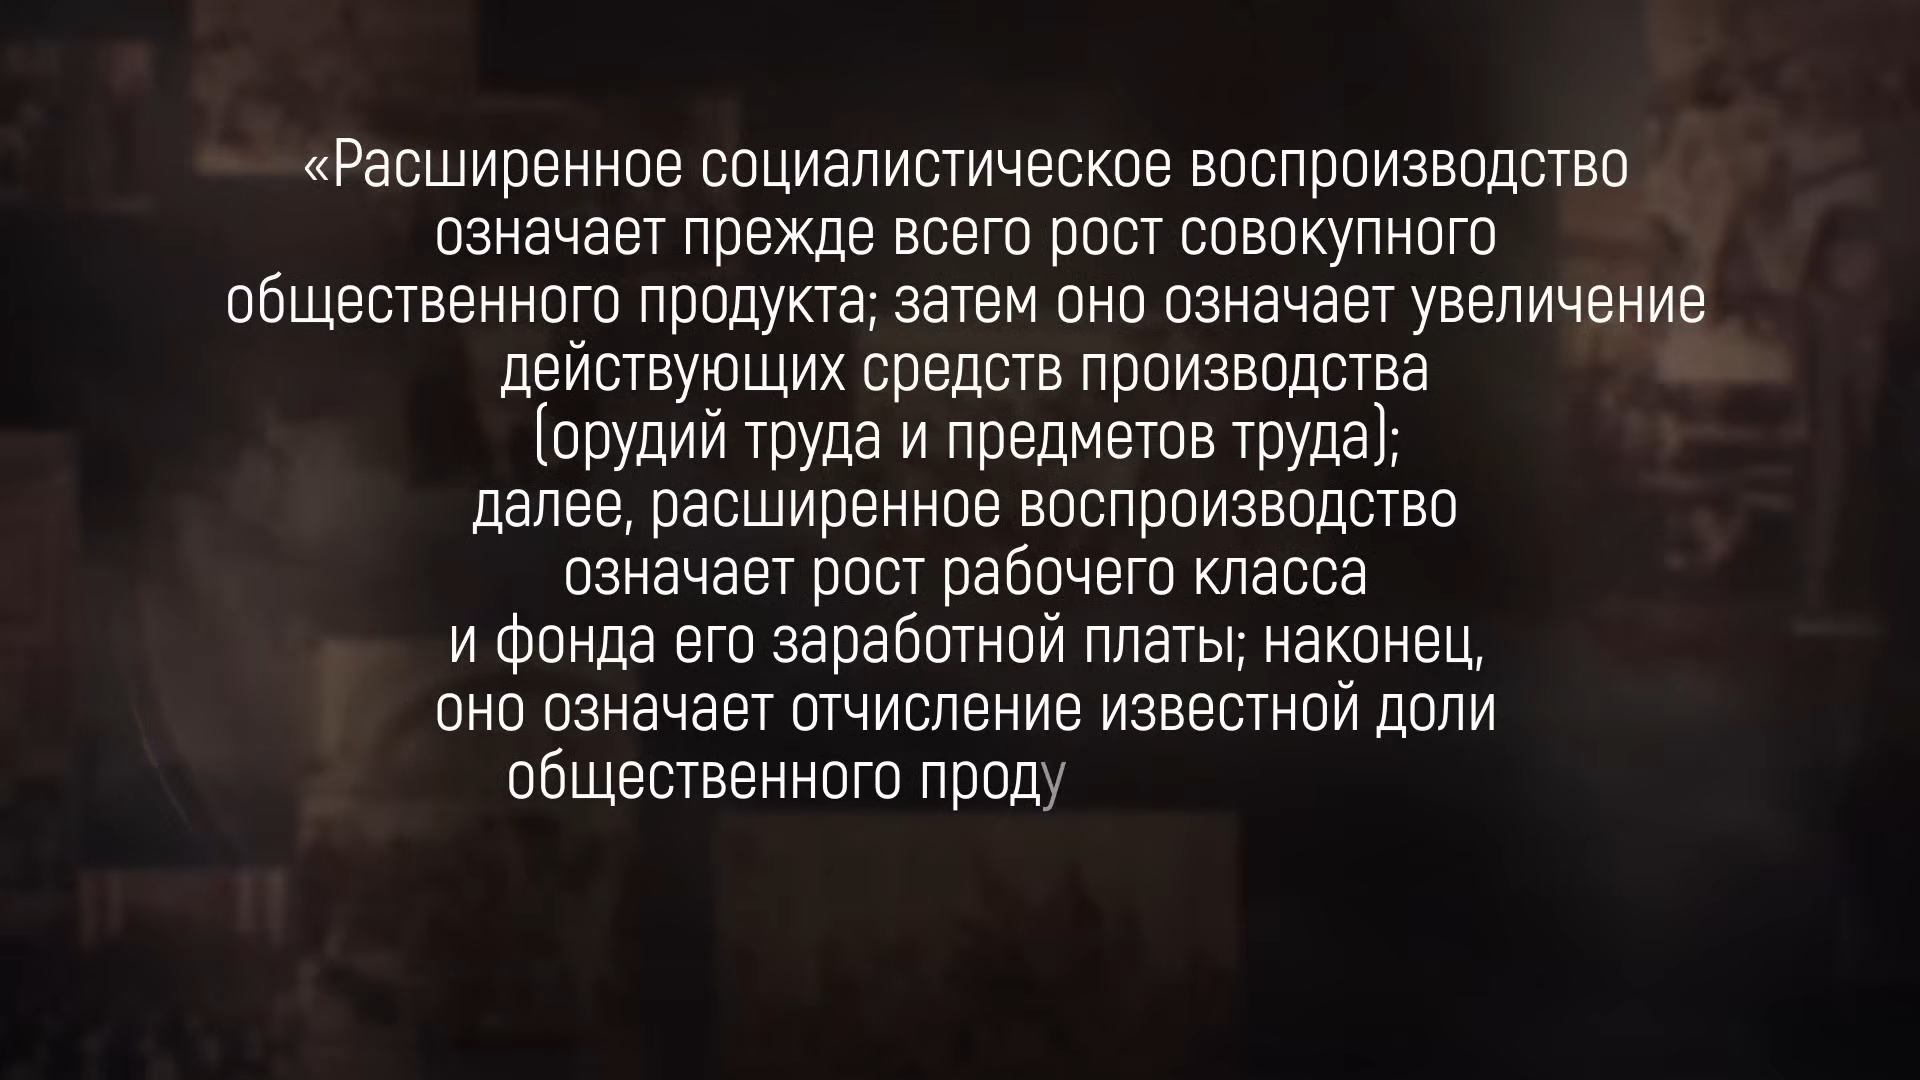 «Расширенное социалистическое воспроизводство
означает прежде всего рост совокупного
общественного продукта; затем оно означает увеличение
действующих средств производства
(орудий труда и предметов труда);
далее, расширенное воспроизводство
означает рост рабочего класса
и фонда его заработной платы; наконец,
оно означает отчисление известной доли
общественного проду